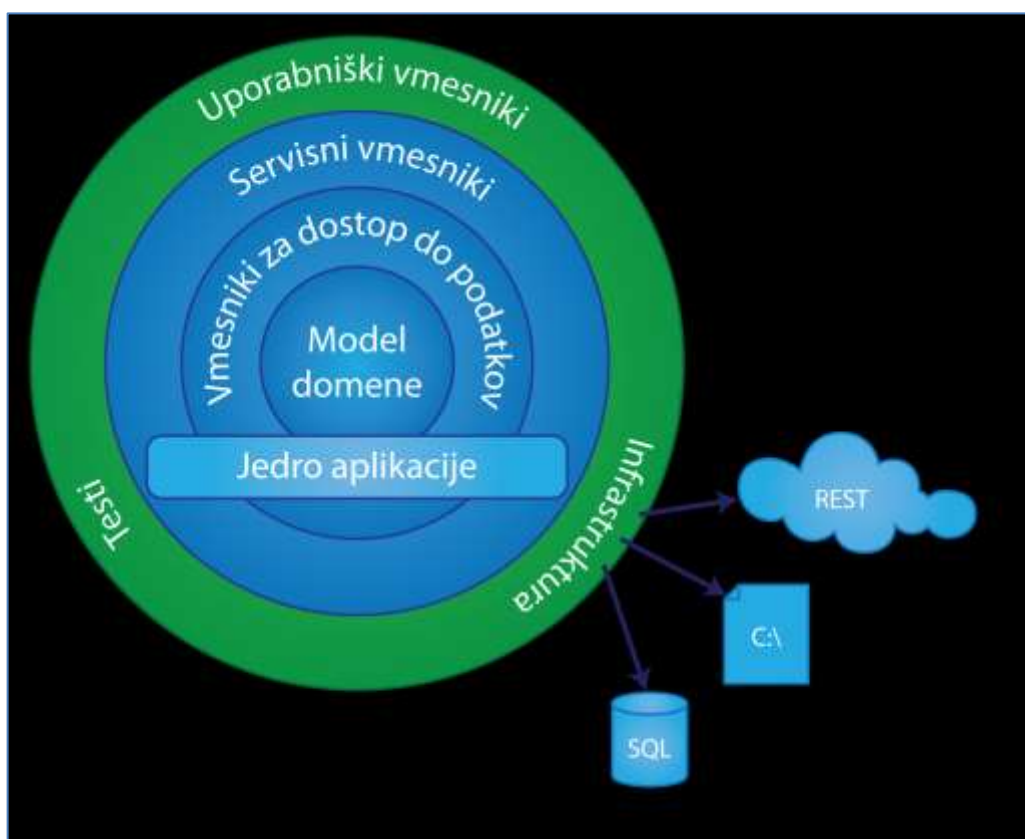 Uporabniški vmesniki
Servisni vmesniki
Vmesniki za dostop do podatkov
Model
domene
Jedro aplikacije
Testi
Infrastruktura
REST
C:\
SQL